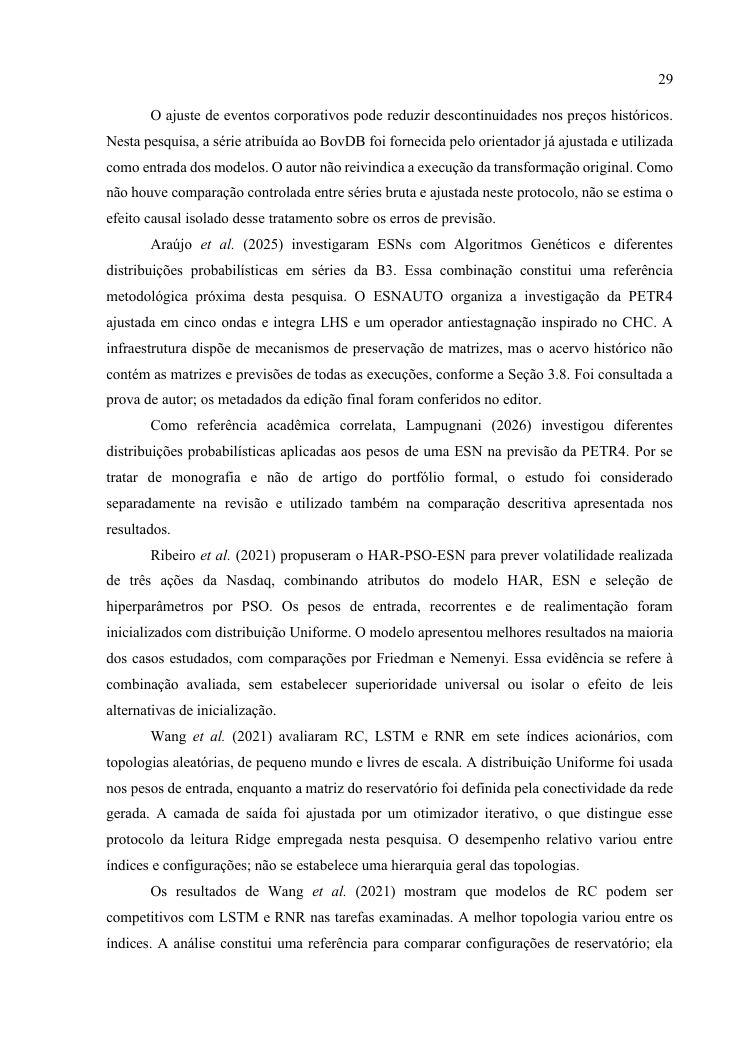 29
O ajuste de eventos corporativos pode reduzir descontinuidades nos preços históricos.
Nesta pesquisa, a série atribuída ao BovDB foi fornecida pelo orientador já ajustada e utilizada
como entrada dos modelos. O autor não reivindica a execução da transformação original. Como
não houve comparação controlada entre séries bruta e ajustada neste protocolo, não se estima o
efeito causal isolado desse tratamento sobre os erros de previsão.
Araújo et al. (2025) investigaram ESNs com Algoritmos Genéticos e diferentes
distribuições probabilísticas em séries da B3. Essa combinação constitui uma referência
metodológica próxima desta pesquisa. O ESNAUTO organiza a investigação da PETR4
ajustada em cinco ondas e integra LHS e um operador antiestagnação inspirado no CHC. A
infraestrutura dispõe de mecanismos de preservação de matrizes, mas o acervo histórico não
contém as matrizes e previsões de todas as execuções, conforme a Seção 3.8. Foi consultada a
prova de autor; os metadados da edição final foram conferidos no editor.
Como referência acadêmica correlata, Lampugnani (2026) investigou diferentes
distribuições probabilísticas aplicadas aos pesos de uma ESN na previsão da PETR4. Por se
tratar de monografia e não de artigo do portfólio formal, o estudo foi considerado
separadamente na revisão e utilizado também na comparação descritiva apresentada nos
resultados.
Ribeiro et al. (2021) propuseram o HAR-PSO-ESN para prever volatilidade realizada
de três ações da Nasdaq, combinando atributos do modelo HAR, ESN e seleção de
hiperparâmetros por PSO. Os pesos de entrada, recorrentes e de realimentação foram
inicializados com distribuição Uniforme. O modelo apresentou melhores resultados na maioria
dos casos estudados, com comparações por Friedman e Nemenyi. Essa evidência se refere à
combinação avaliada, sem estabelecer superioridade universal ou isolar o efeito de leis
alternativas de inicialização.
Wang et al. (2021) avaliaram RC, LSTM e RNR em sete índices acionários, com
topologias aleatórias, de pequeno mundo e livres de escala. A distribuição Uniforme foi usada
nos pesos de entrada, enquanto a matriz do reservatório foi definida pela conectividade da rede
gerada. A camada de saída foi ajustada por um otimizador iterativo, o que distingue esse
protocolo da leitura Ridge empregada nesta pesquisa. O desempenho relativo variou entre
índices e configurações; não se estabelece uma hierarquia geral das topologias.
Os resultados de Wang et al. (2021) mostram que modelos de RC podem ser
competitivos com LSTM e RNR nas tarefas examinadas. A melhor topologia variou entre os
índices. A análise constitui uma referência para comparar configurações de reservatório; ela